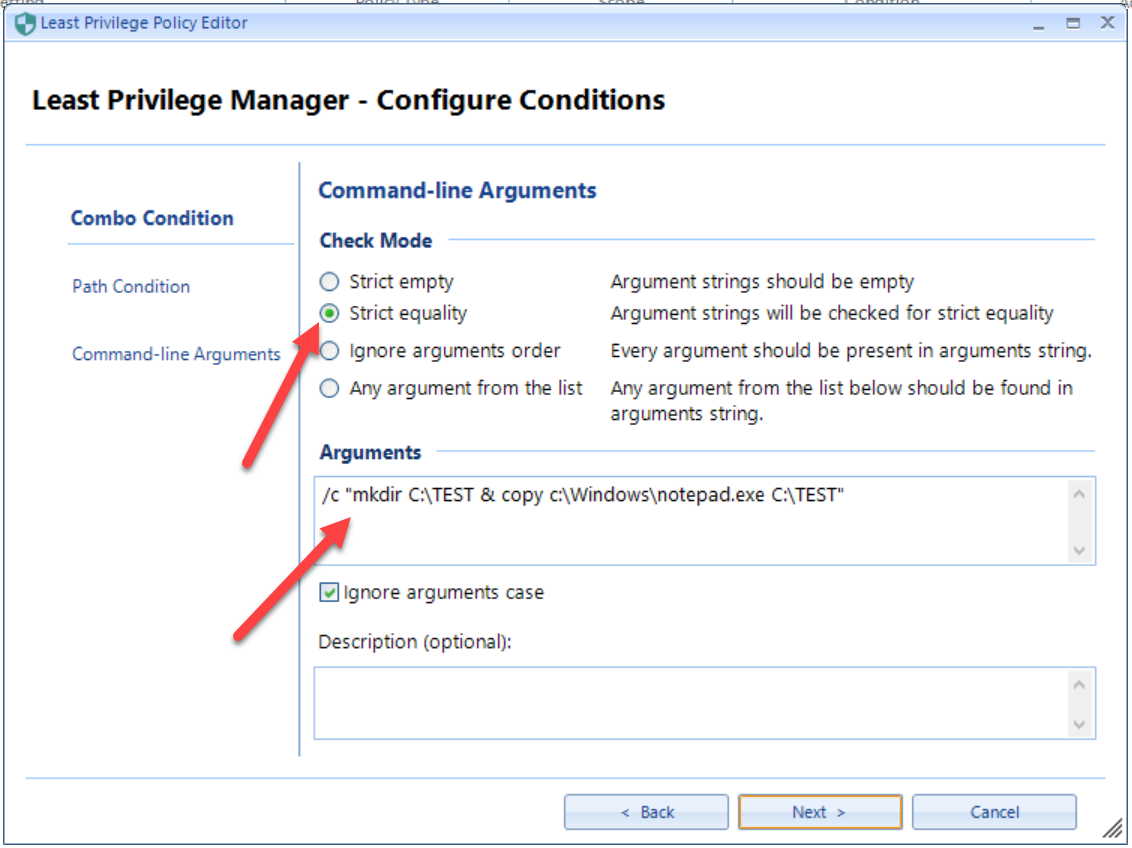 Policy Type Scope Condition
Least Privilege Policy Editor
Least Privilege Manager - Configure Conditions
Combo Condition
Path Condition
Command-line Arguments
Command-line Arguments
Check Mode
Strict empty Argument strings should be empty
Strict equality Argument strings will be checked for strict equality
Ignore arguments order Every argument should be present in arguments string.
Any argument from the list Any argument from the list below should be found in
arguments string.
Arguments
/c "mkdir C:\TEST & copy c:\Windows\notepad.exe C:\TEST"
Ignore arguments case
Description (optional):
< Back Next > Cancel